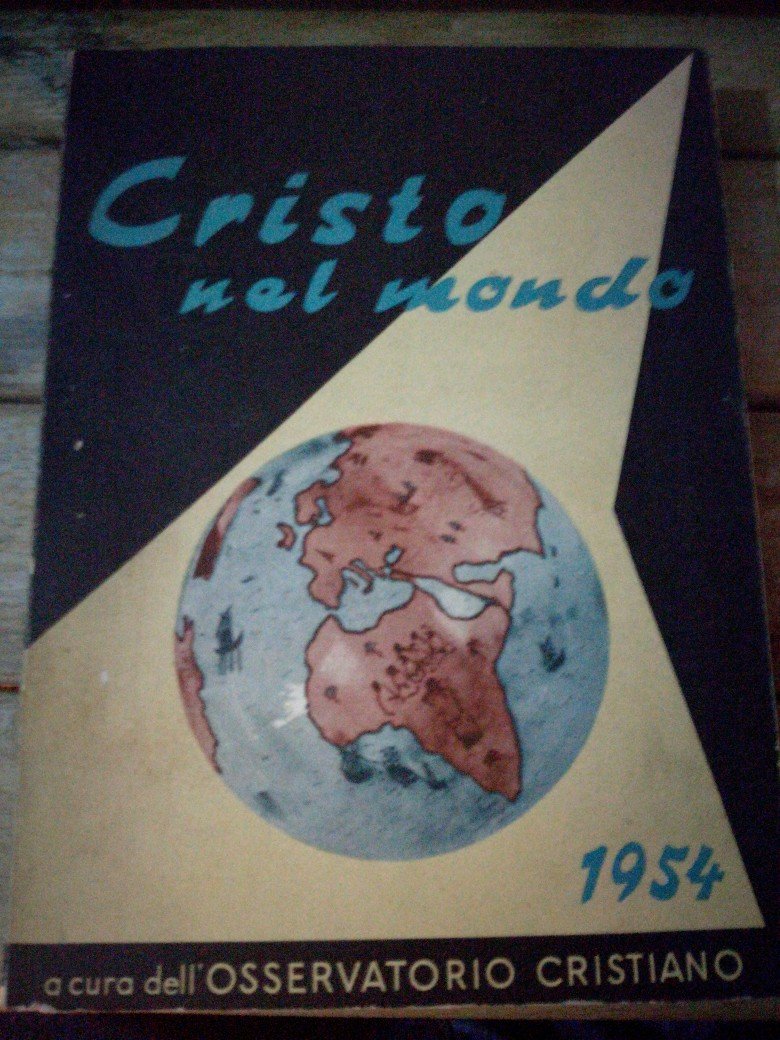 Cristo
nel mondo
1954
a cura dell'OSSERVATORIO CRISTIANO